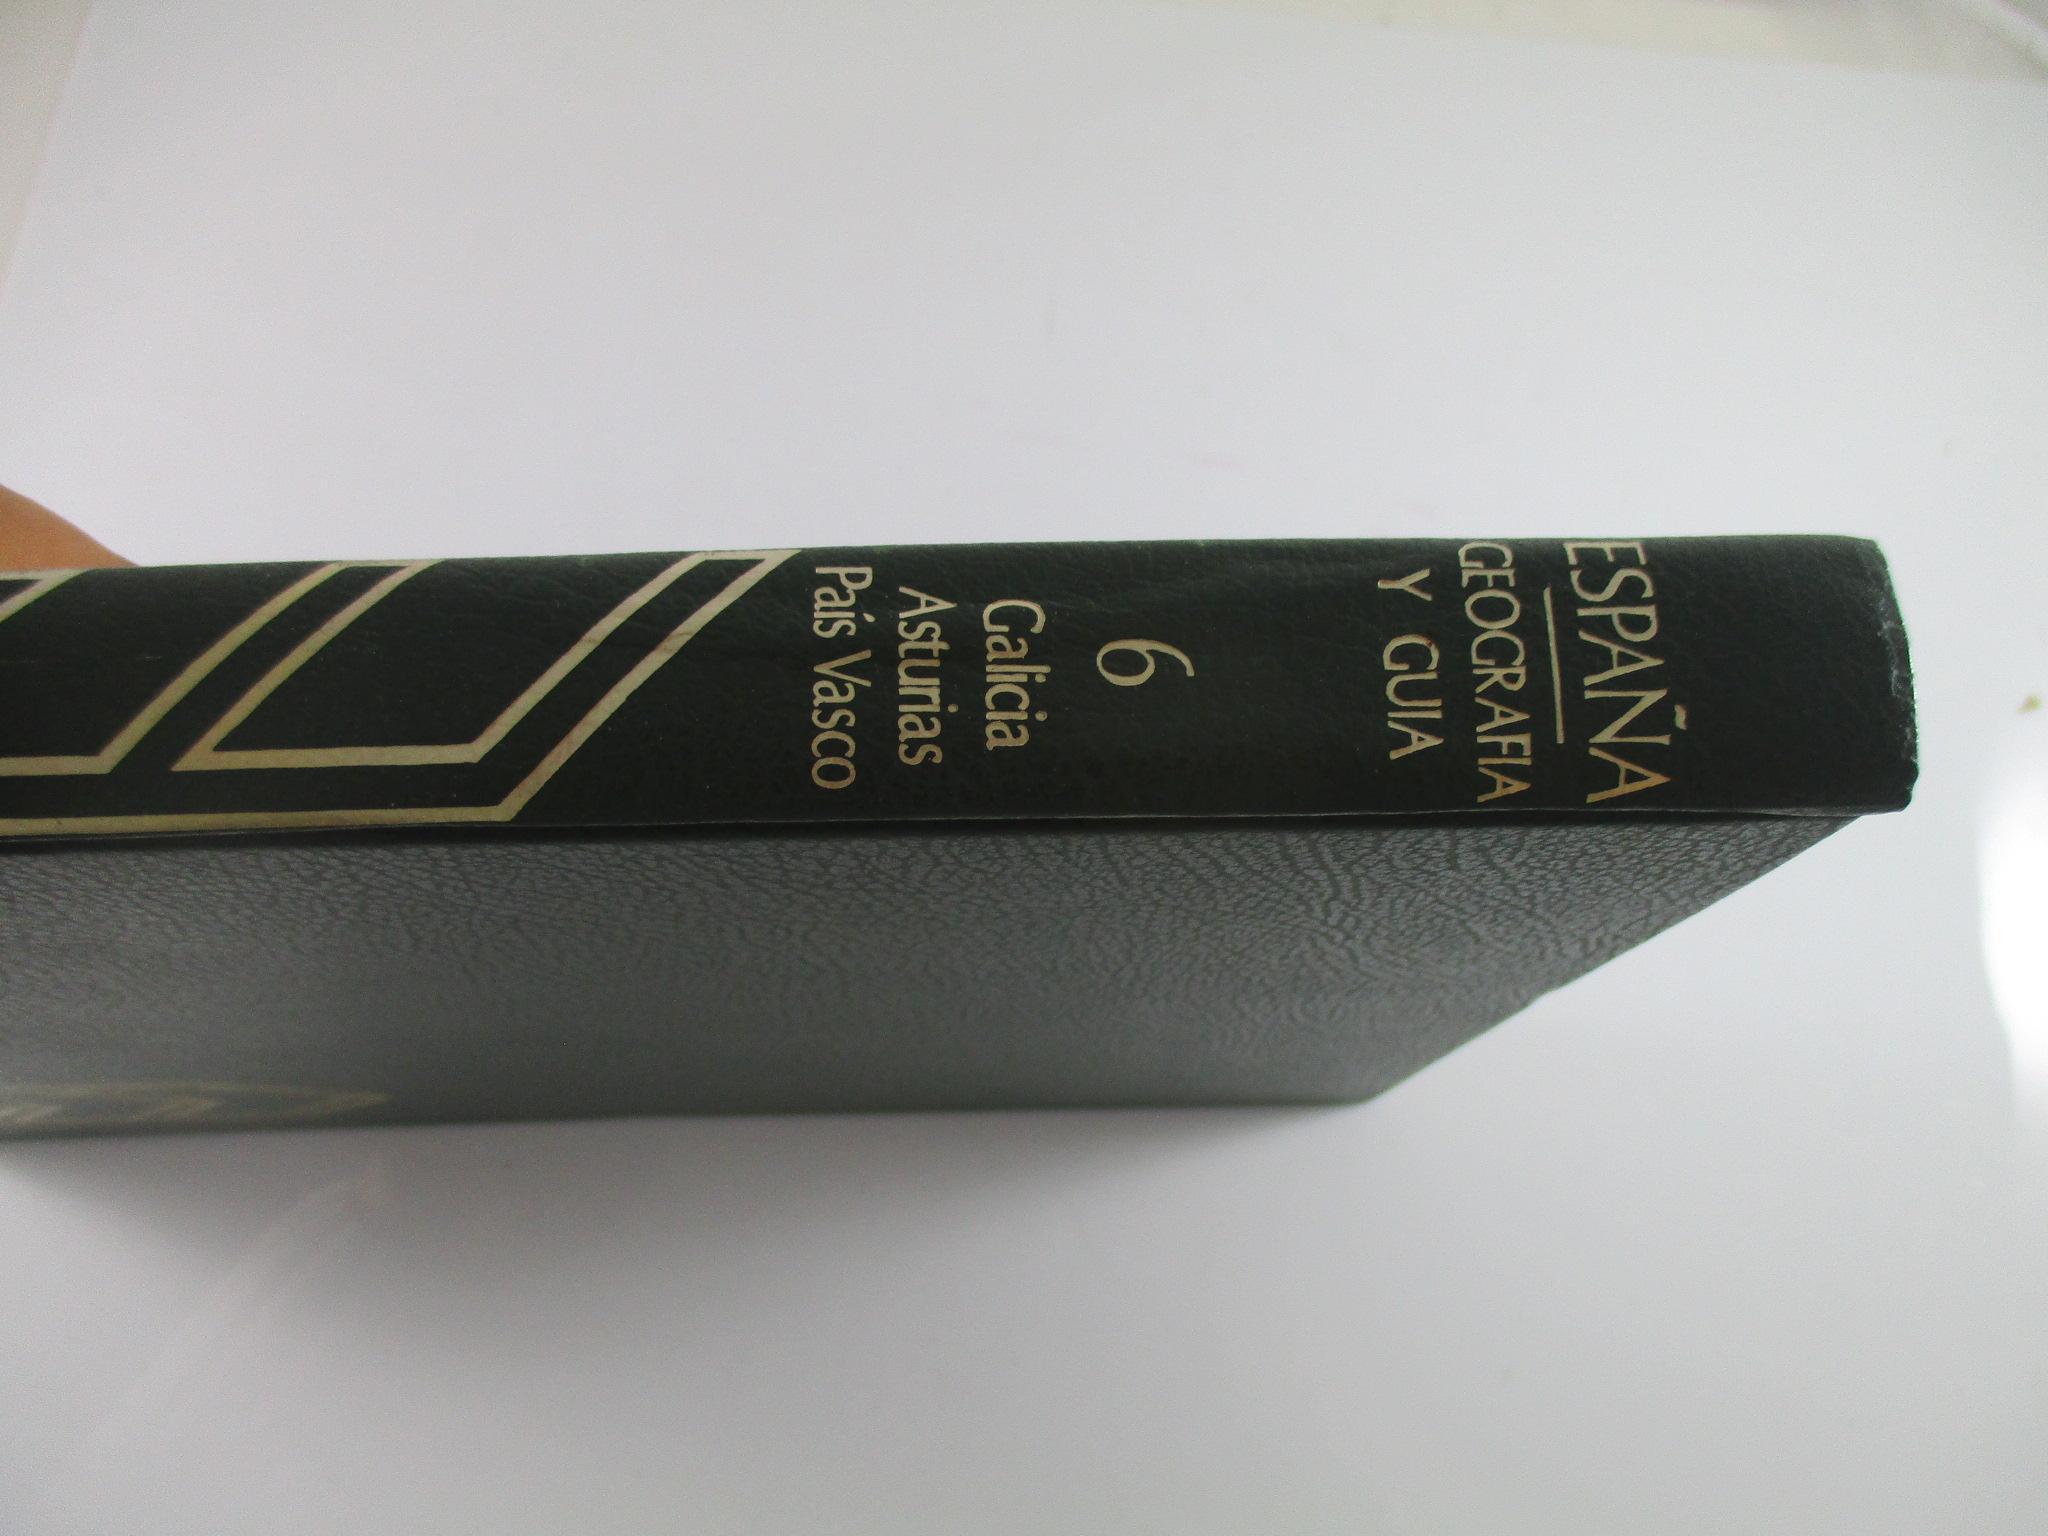 ESPAÑA
GEOGRAFIA
Y GUIA
6
Galicia
Asturias
País Vasco